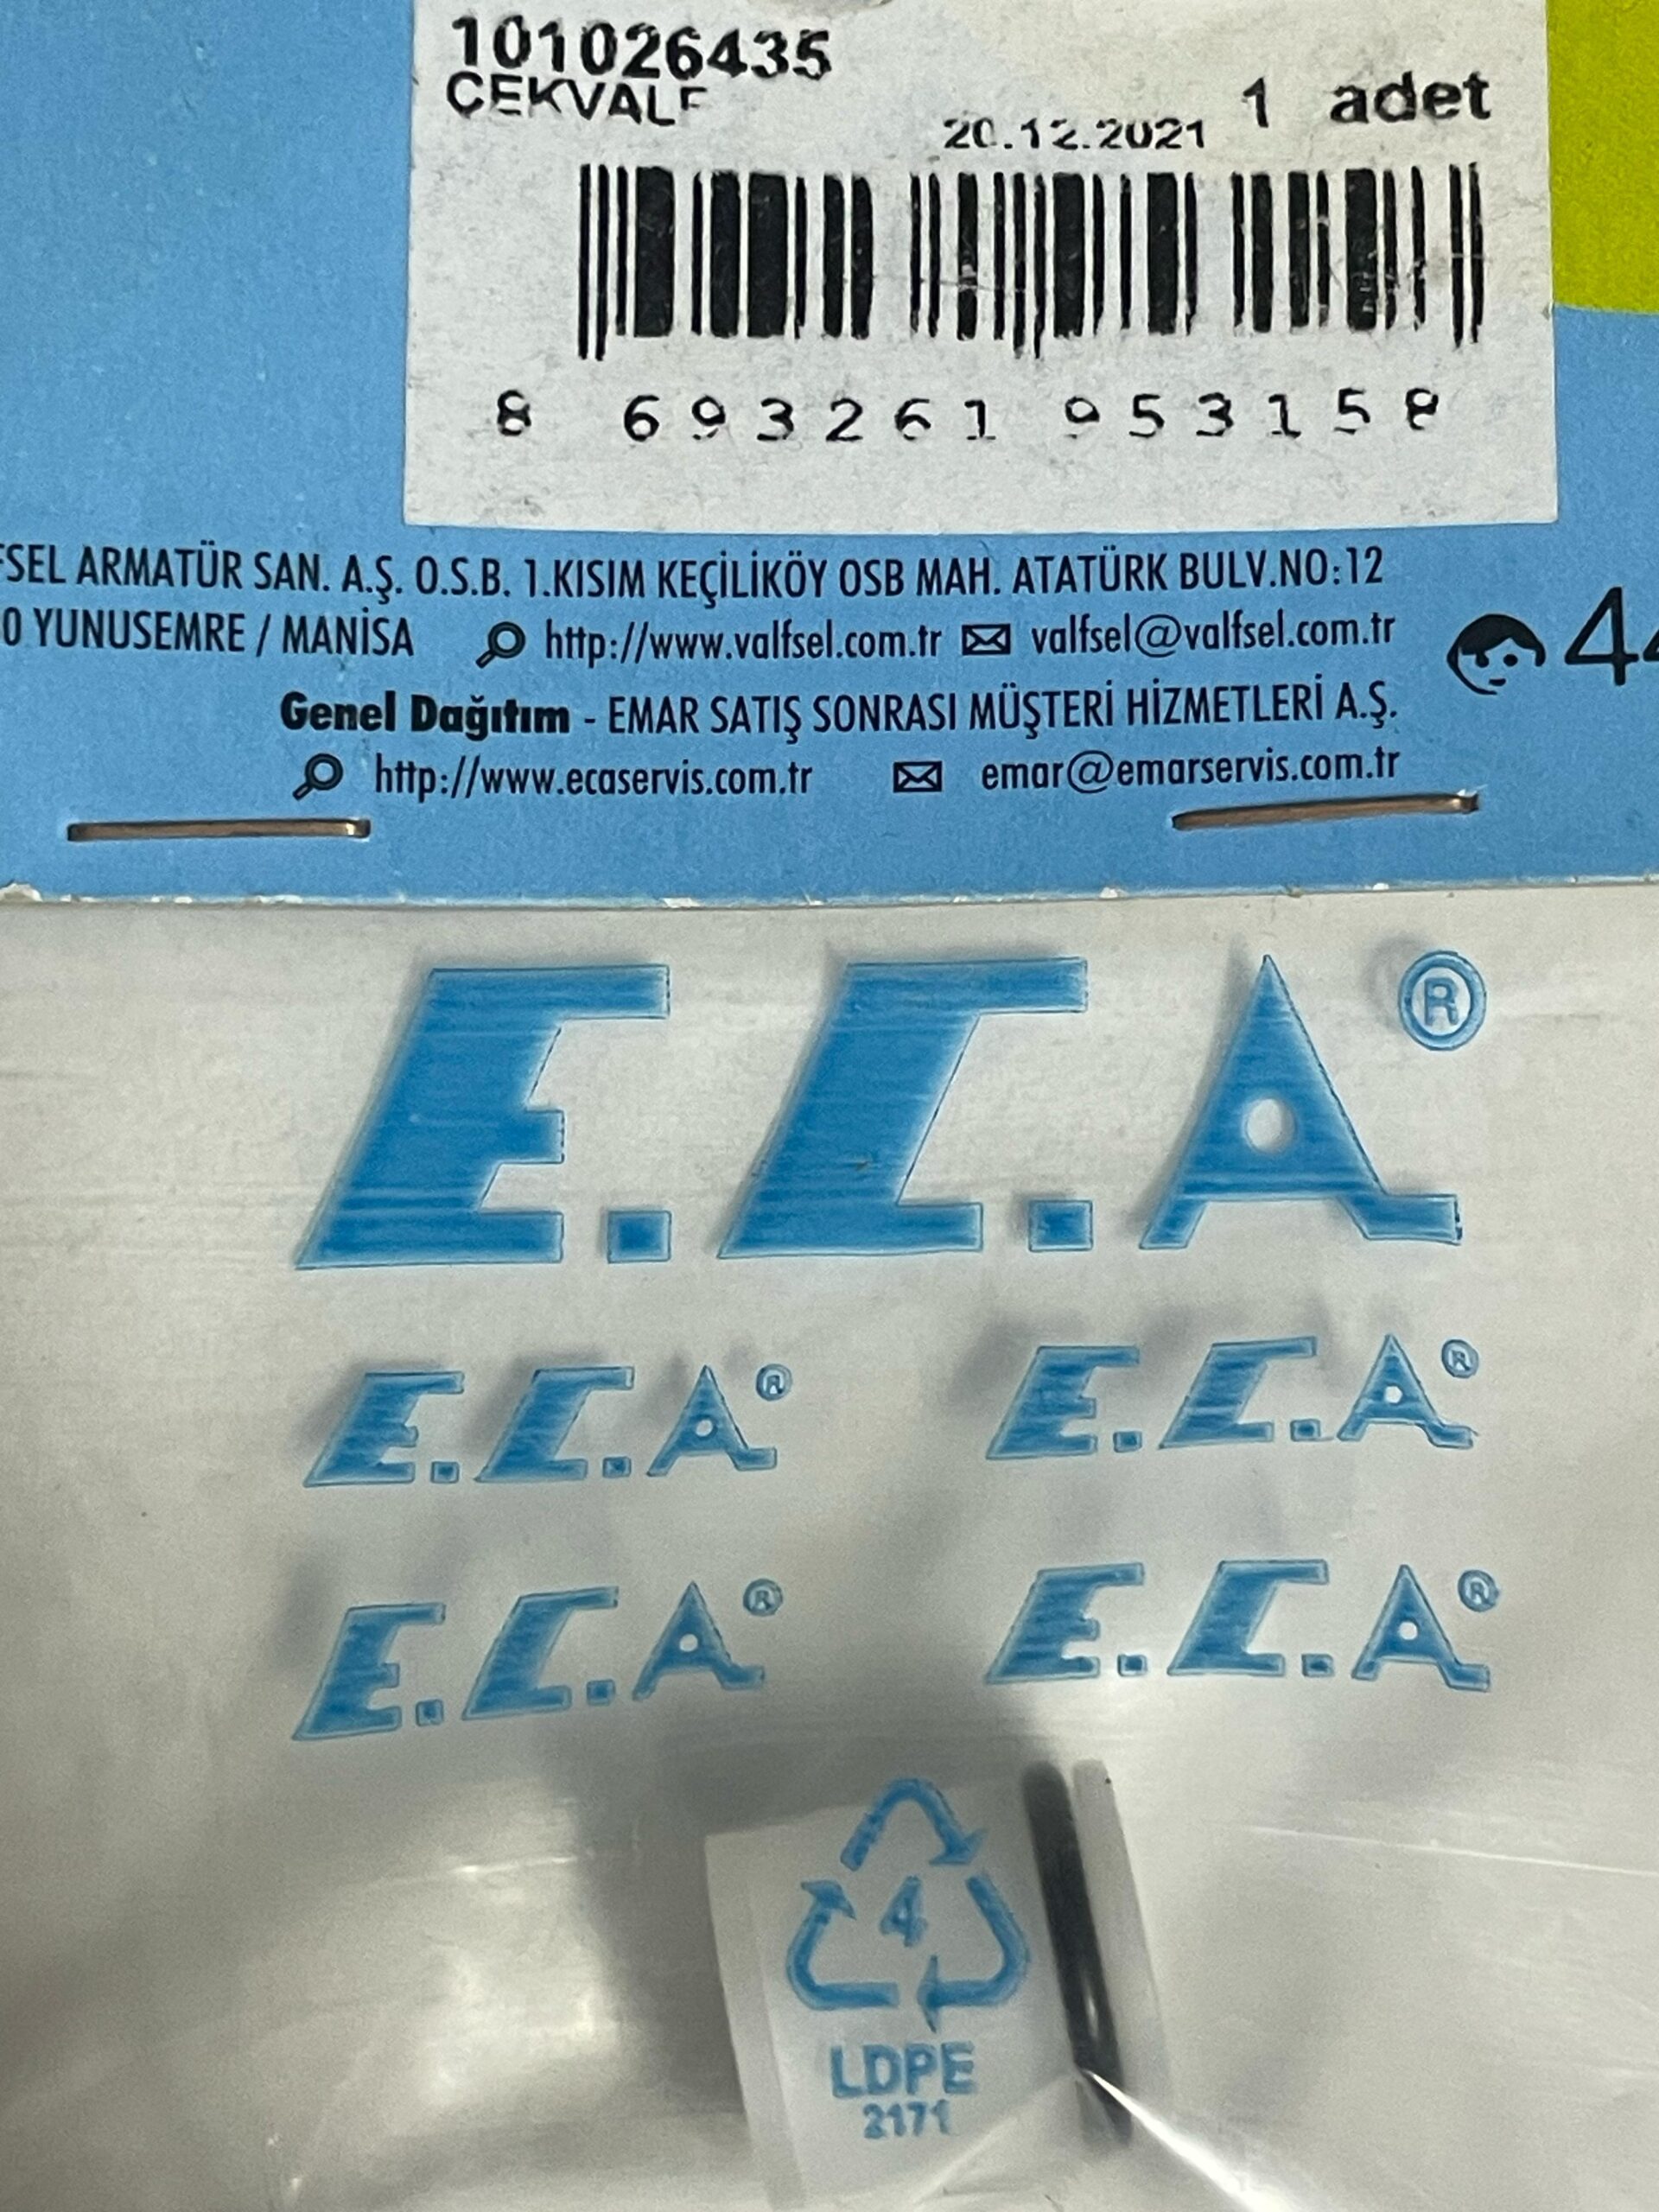 101026435
ÇEKVALF
1 adet
20.12.2021
8 693261 953158
FSEL ARMATÜR SAN. A.Ş. O.S.B. 1.KISIM KEÇİLİKÖY OSB MAH. ATATÜRK BULV.NO:12
0 YUNUSEMRE / MANİSA http://www.valfsel.com.tr valfsel@valfsel.com.tr
44
Genel Dağıtım - EMAR SATIŞ SONRASI MÜŞTERİ HİZMETLERİ A.Ş.
http://www.ecaservis.com.tr emar@emarservis.com.tr
E.C.A®
E.C.A® E.C.A®
E.C.A® E.C.A®
4
LDPE
2171